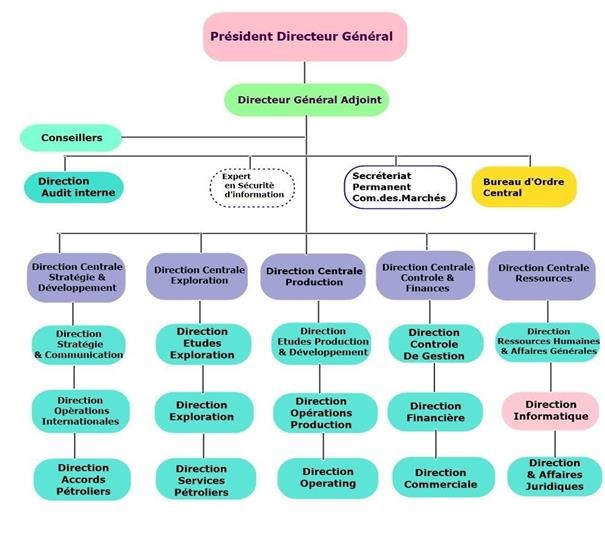 Président Directeur Général
Directeur Général Adjoint
Conseillers
Direction
Audit interne
Expert
en Sécuritè
d'information
Secréteriat
Permanent
Com.des.Marchés
Bureau d'Ordre
Central
Direction Centrale
Stratégie &
Développement
Direction Centrale
Exploration
Direction Centrale
Production
Direction Centrale
Controle &
Finances
Direction Centrale
Ressources
Direction
Stratégie
& Communication
Direction
Etudes
Exploration
Direction
Etudes Production
& Développement
Direction
Controle
De Gestion
Direction
Ressources Humaines
& Affaires Générales
Direction
Opèrations
Internationales
Direction
Exploration
Direction
Opérations
Production
Direction
Financière
Direction
Informatique
Direction
Accords
Pétroliers
Direction
Services
Pétroliers
Direction
Operating
Direction
Commerciale
Direction
& Affaires
Juridiques